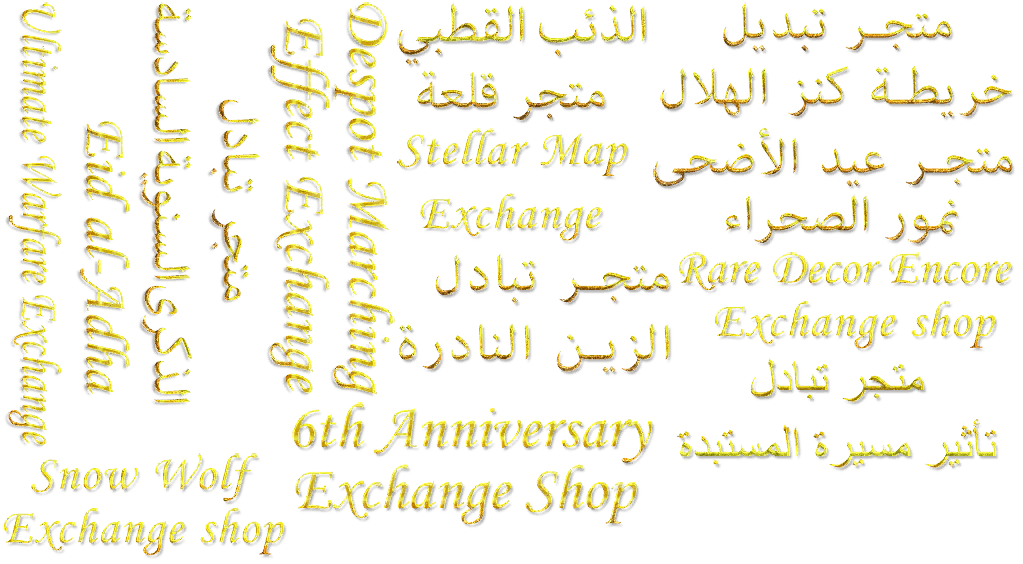 Ultimate Warfare Exchange
Eid al-Adha
الذكرى السنوية السادسة
متجر تبادل
Effect Exchange
Despot Marching
الذئب القطبي
متجر قلعة
Stellar Map
Exchange
متجر تبادل
الزين النادرة
متجر تبديل
خريطة كنز الهلال
متجر عيد الأضحى
نمور الصحراء
Rare Decor Encore
Exchange shop
متجر تبادل
تأثير مسيرة المستبدة
6th Anniversary
Exchange Shop
Snow Wolf
Exchange shop